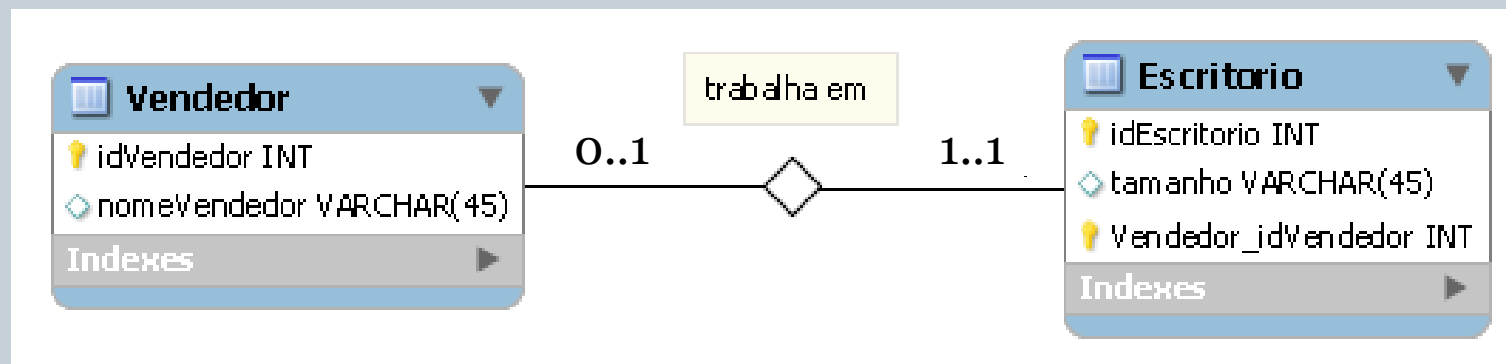 Vendedor
idVendedor INT
nomeVendedor VARCHAR(45)
Indexes
0..1
trabalha em
1..1
Escritorio
idEscritorio INT
tamanho VARCHAR(45)
Vendedor_idVendedor INT
Indexes